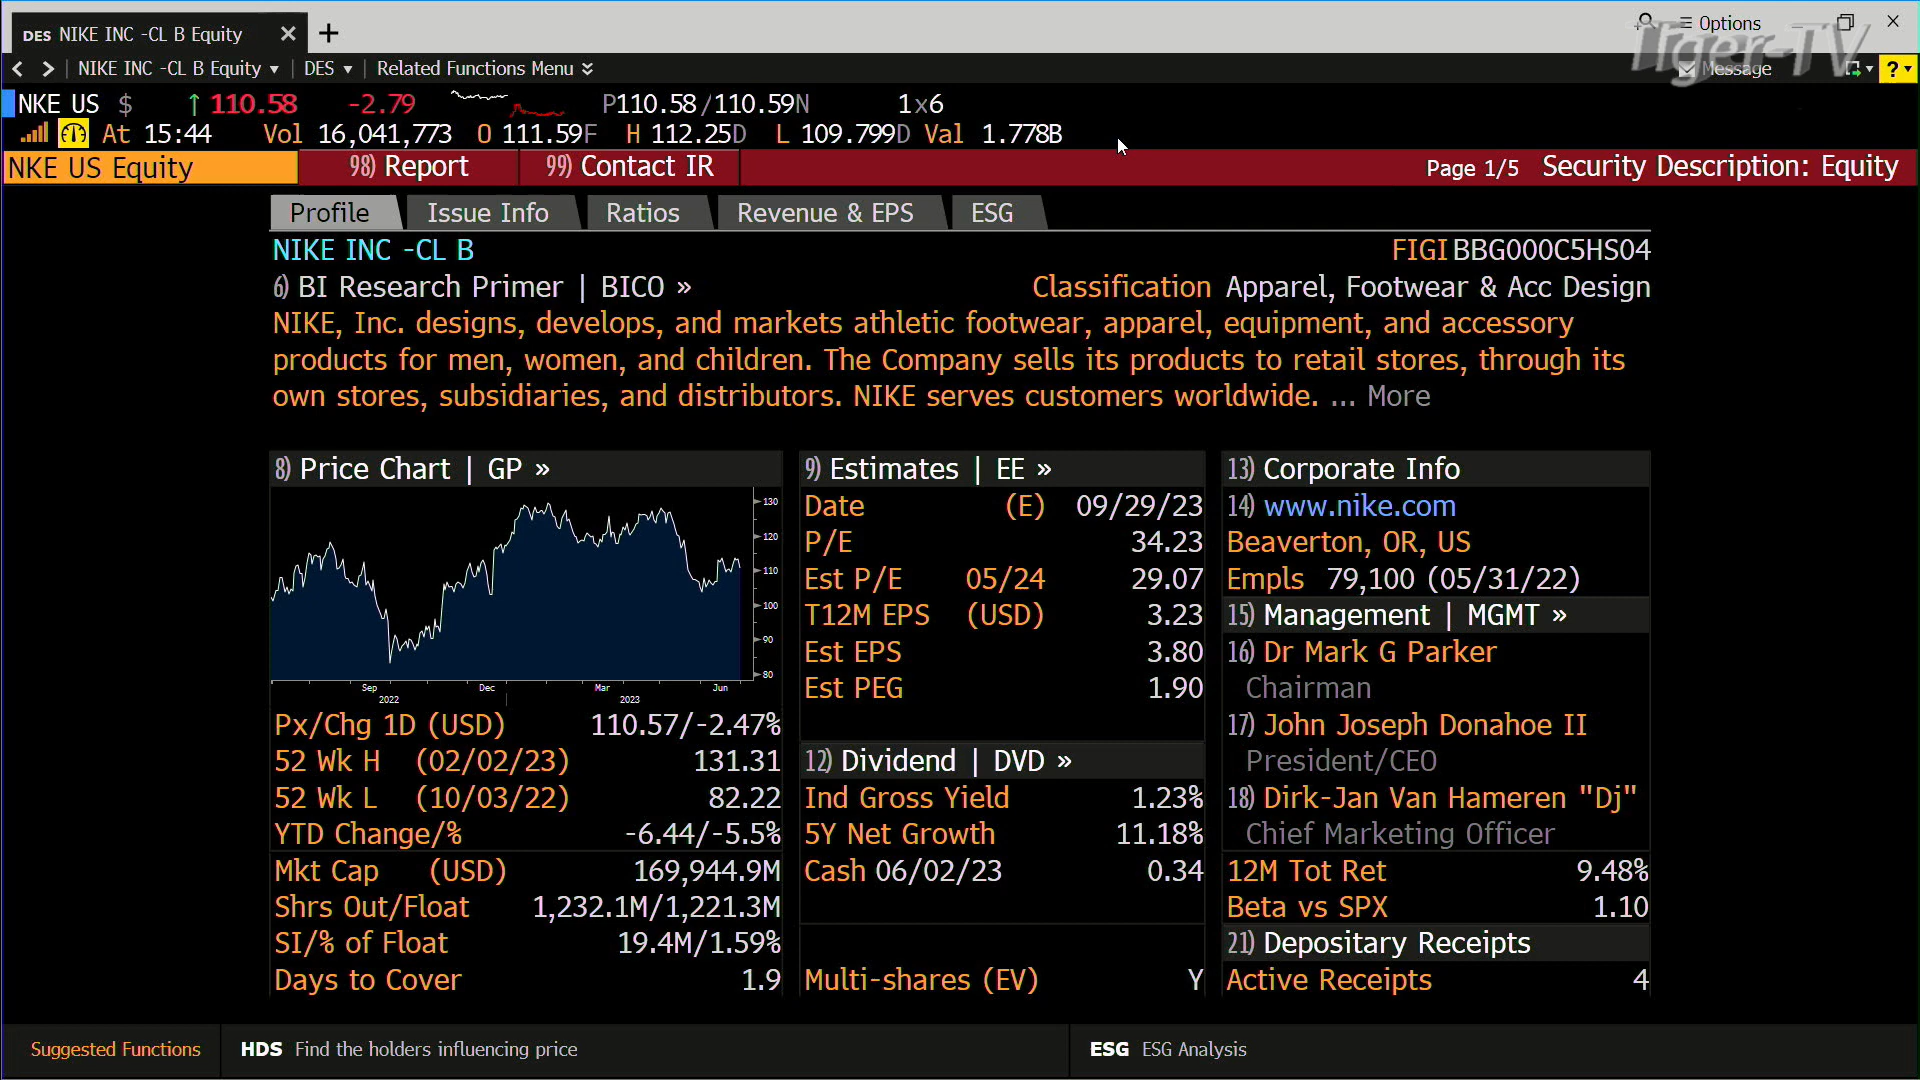 DES NIKE INC -CL B Equity
Options
Tiger-TV
NIKE INC -CL B Equity
DES
Related Functions Menu
Message
?
NKE US $ ↑ 110.58 -2.79 P110.58/110.59N 1x6
At 15:44 Vol 16,041,773 O 111.59F H 112.25D L 109.799D Val 1.778B
NKE US Equity
98) Report
99) Contact IR
Page 1/5 Security Description: Equity
Profile
Issue Info
Ratios
Revenue & EPS
ESG
NIKE INC -CL B
FIGI BBG000C5HS04
6) BI Research Primer | BICO »
Classification Apparel, Footwear & Acc Design
NIKE, Inc. designs, develops, and markets athletic footwear, apparel, equipment, and accessory
products for men, women, and children. The Company sells its products to retail stores, through its
own stores, subsidiaries, and distributors. NIKE serves customers worldwide. ... More
8) Price Chart | GP »
130
120
110
100
90
80
Sep Dec Mar Jun
2022 2023
Px/Chg 1D (USD) 110.57/-2.47%
52 Wk H (02/02/23) 131.31
52 Wk L (10/03/22) 82.22
YTD Change/% -6.44/-5.5%
Mkt Cap (USD) 169,944.9M
Shrs Out/Float 1,232.1M/1,221.3M
SI/% of Float 19.4M/1.59%
Days to Cover 1.9
9) Estimates | EE »
Date (E) 09/29/23
P/E 34.23
Est P/E 05/24 29.07
T12M EPS (USD) 3.23
Est EPS 3.80
Est PEG 1.90
12) Dividend | DVD »
Ind Gross Yield 1.23%
5Y Net Growth 11.18%
Cash 06/02/23 0.34
Multi-shares (EV) Y
13) Corporate Info
14) www.nike.com
Beaverton, OR, US
Empls 79,100 (05/31/22)
15) Management | MGMT »
16) Dr Mark G Parker
Chairman
17) John Joseph Donahoe II
President/CEO
18) Dirk-Jan Van Hameren "Dj"
Chief Marketing Officer
12M Tot Ret 9.48%
Beta vs SPX 1.10
21) Depositary Receipts
Active Receipts 4
Suggested Functions
HDS Find the holders influencing price
ESG ESG Analysis